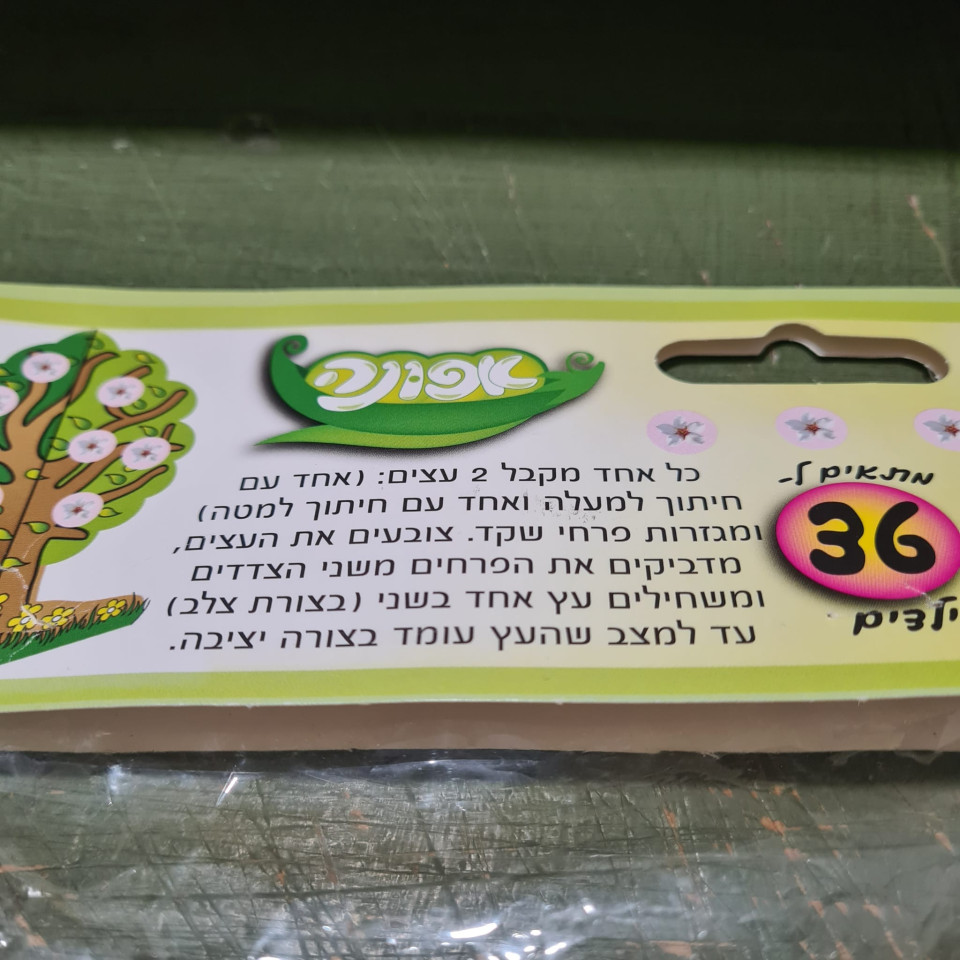 אפונה
כל אחד מקבל 2 עצים: (אחד עם
חיתוך למעלה ואחד עם חיתוך למטה)
ומגזרות פרחי שקד. צובעים את העצים,
מדביקים את הפרחים משני הצדדים
ומשחילים עץ אחד בשני (בצורת צלב)
עד למצב שהעץ עומד בצורה יציבה.
מתאים ל-
36
ילדים